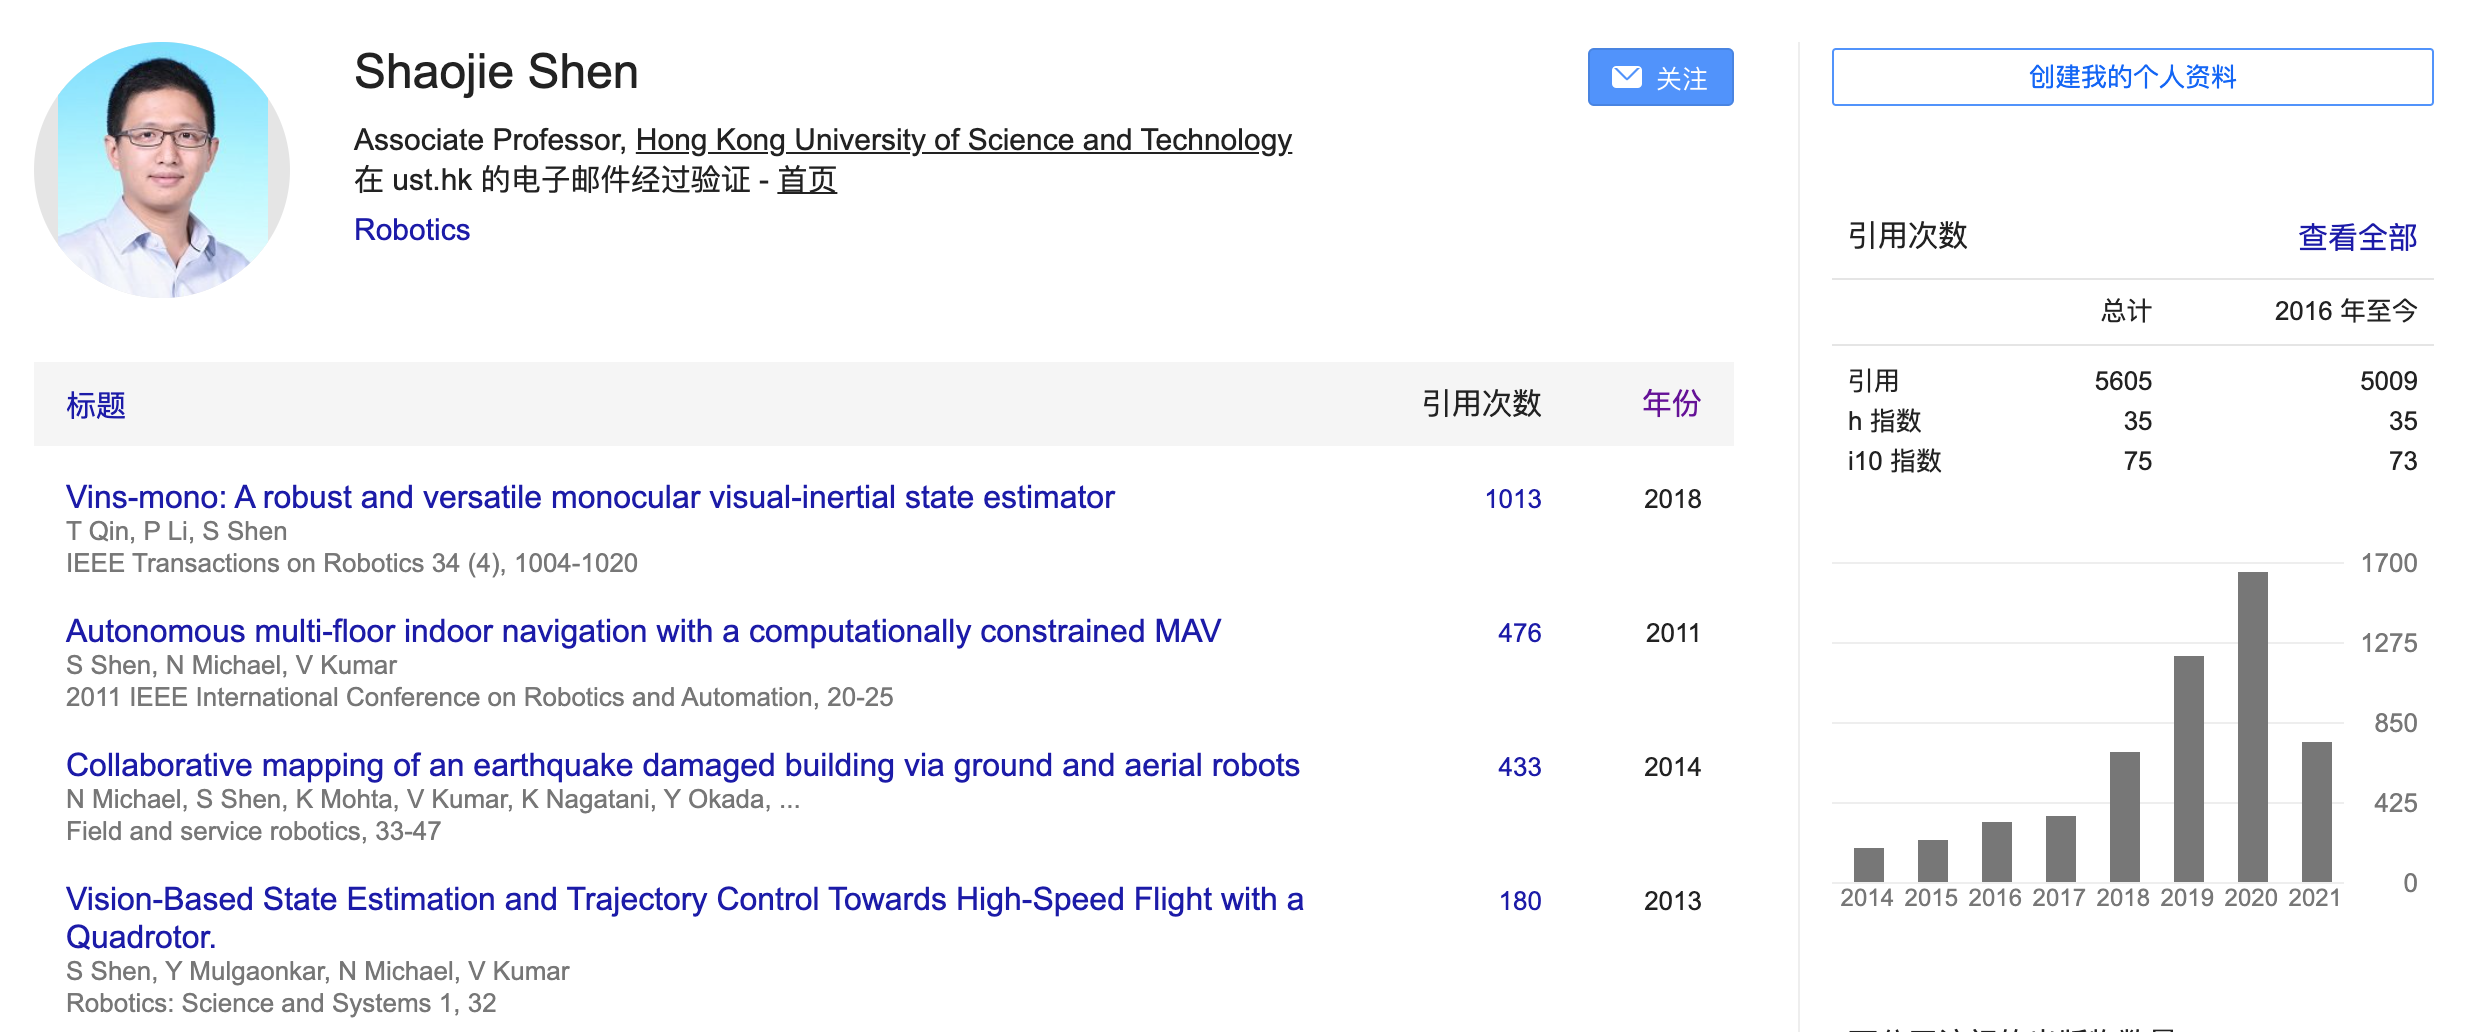 Shaojie Shen
关注
Associate Professor, Hong Kong University of Science and Technology
在 ust.hk 的电子邮件经过验证 - 首页
Robotics
标题 引用次数 年份
Vins-mono: A robust and versatile monocular visual-inertial state estimator 1013 2018
T Qin, P Li, S Shen
IEEE Transactions on Robotics 34 (4), 1004-1020
Autonomous multi-floor indoor navigation with a computationally constrained MAV 476 2011
S Shen, N Michael, V Kumar
2011 IEEE International Conference on Robotics and Automation, 20-25
Collaborative mapping of an earthquake damaged building via ground and aerial robots 433 2014
N Michael, S Shen, K Mohta, V Kumar, K Nagatani, Y Okada, ...
Field and service robotics, 33-47
Vision-Based State Estimation and Trajectory Control Towards High-Speed Flight with a 180 2013
Quadrotor.
S Shen, Y Mulgaonkar, N Michael, V Kumar
Robotics: Science and Systems 1, 32
创建我的个人资料
引用次数 查看全部
总计 2016 年至今
引用 5605 5009
h 指数 35 35
i10 指数 75 73
1700
1275
850
425
0
2014 2015 2016 2017 2018 2019 2020 2021